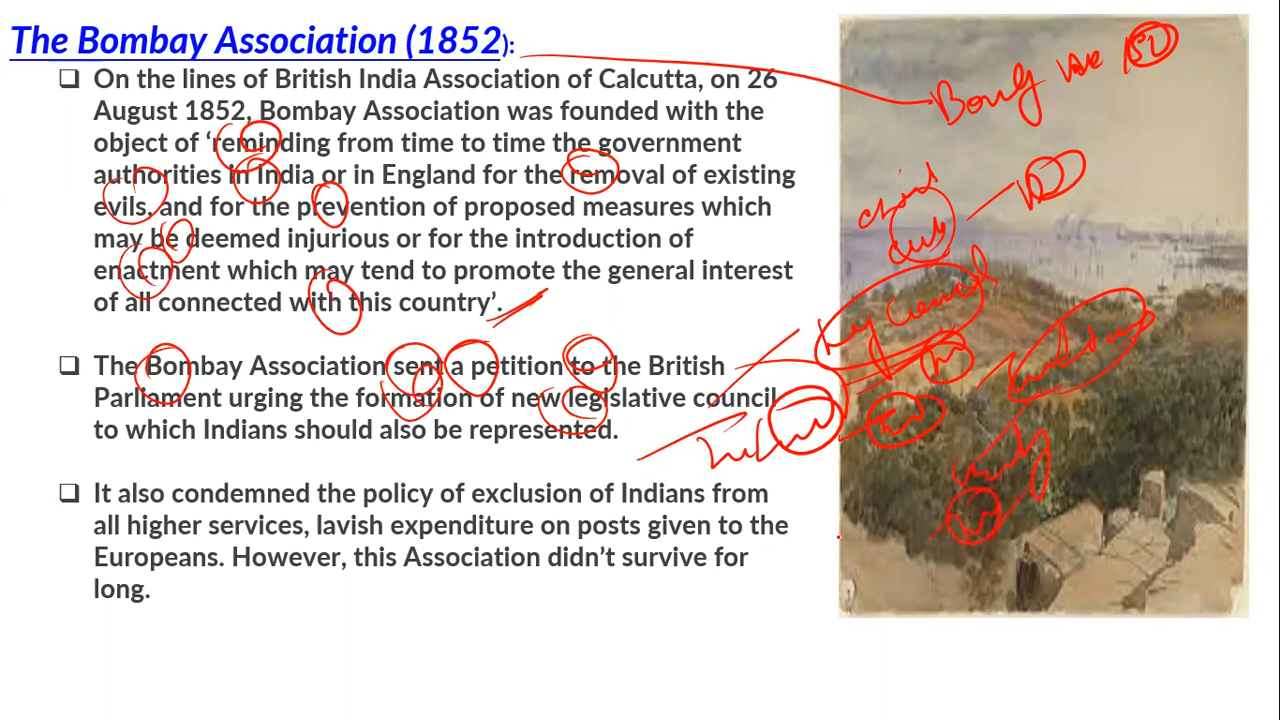 The Bombay Association (1852):
❑ On the lines of British India Association of Calcutta, on 26
August 1852, Bombay Association was founded with the
object of ‘reminding from time to time the government
authorities in India or in England for the removal of existing
evils, and for the prevention of proposed measures which
may be deemed injurious or for the introduction of
enactment which may tend to promote the general interest
of all connected with this country’.
❑ The Bombay Association sent a petition to the British
Parliament urging the formation of new legislative council
to which Indians should also be represented.
❑ It also condemned the policy of exclusion of Indians from
all higher services, lavish expenditure on posts given to the
Europeans. However, this Association didn’t survive for
long.